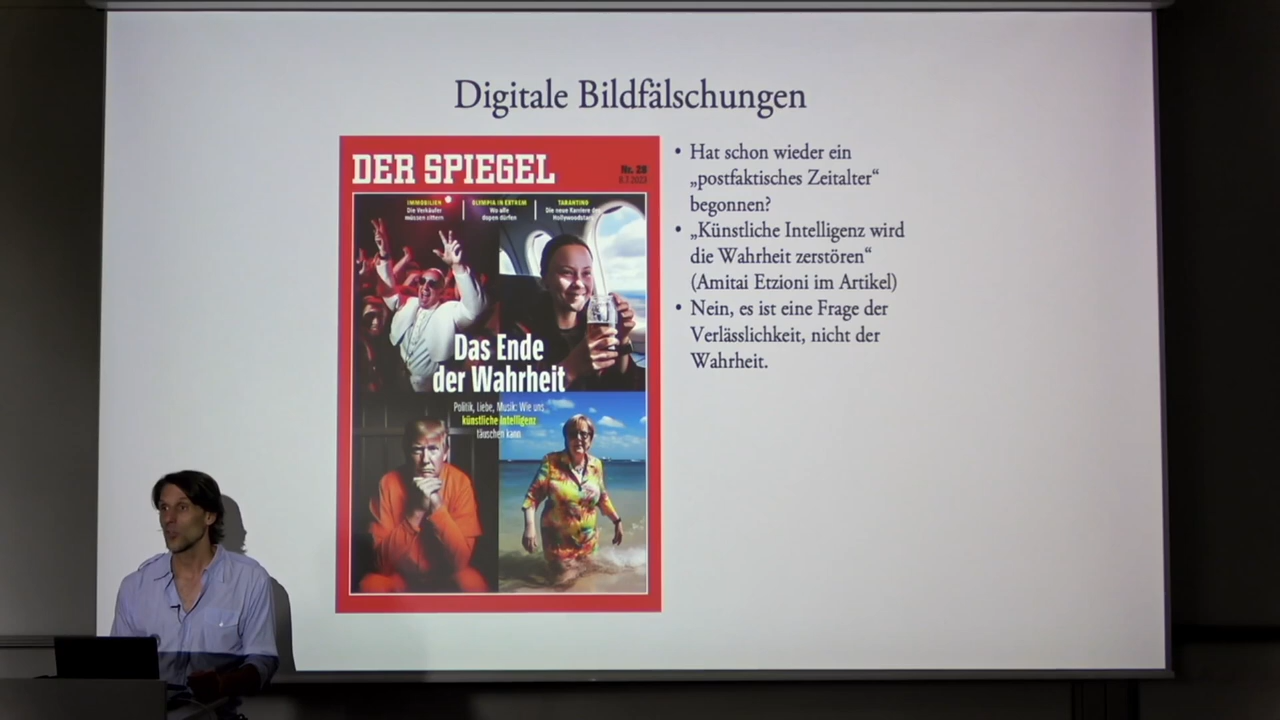 Digitale Bildfälschungen
DER SPIEGEL
Nr. 28
8.7.2023
IMMOBILIEN
Die Verkäufer
müssen zittern
OLYMPIA IN EXTREM
Wo alle
dopen dürfen
TARANTINO
Die neue Karriere des
Hollywoodstars
Das Ende
der Wahrheit
Politik, Liebe, Musik: Wie uns
künstliche Intelligenz
täuschen kann
• Hat schon wieder ein
„postfaktisches Zeitalter“
begonnen?
• „Künstliche Intelligenz wird
die Wahrheit zerstören“
(Amitai Etzioni im Artikel)
• Nein, es ist eine Frage der
Verlässlichkeit, nicht der
Wahrheit.